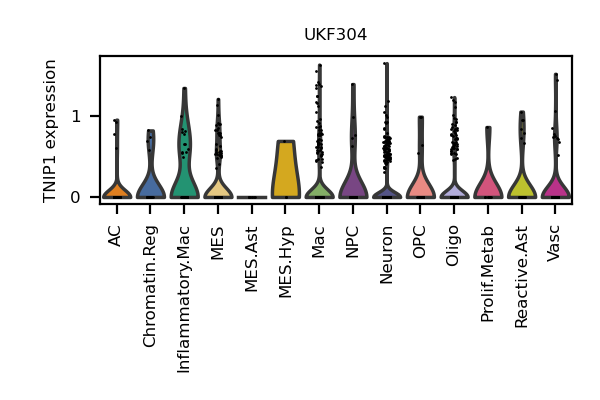 UKF304
TNIP1 expression
1
0
AC
Chromatin.Reg
Inflammatory.Mac
MES
MES.Ast
MES.Hyp
Mac
NPC
Neuron
OPC
Oligo
Prolif.Metab
Reactive.Ast
Vasc